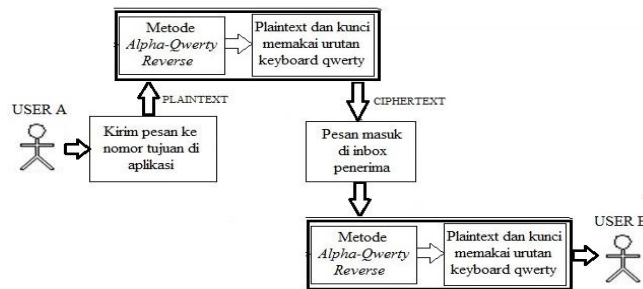 Metode
Alpha-Qwerty
Reverse
Plaintext dan kunci
memakai urutan
keyboard qwerty
PLAINTEXT
CIPHERTEXT
USER A
Kirim pesan ke
nomor tujuan di
aplikasi
Pesan masuk
di inbox
penerima
Metode
Alpha-Qwerty
Reverse
Plaintext dan kunci
memakai urutan
keyboard qwerty
USER B